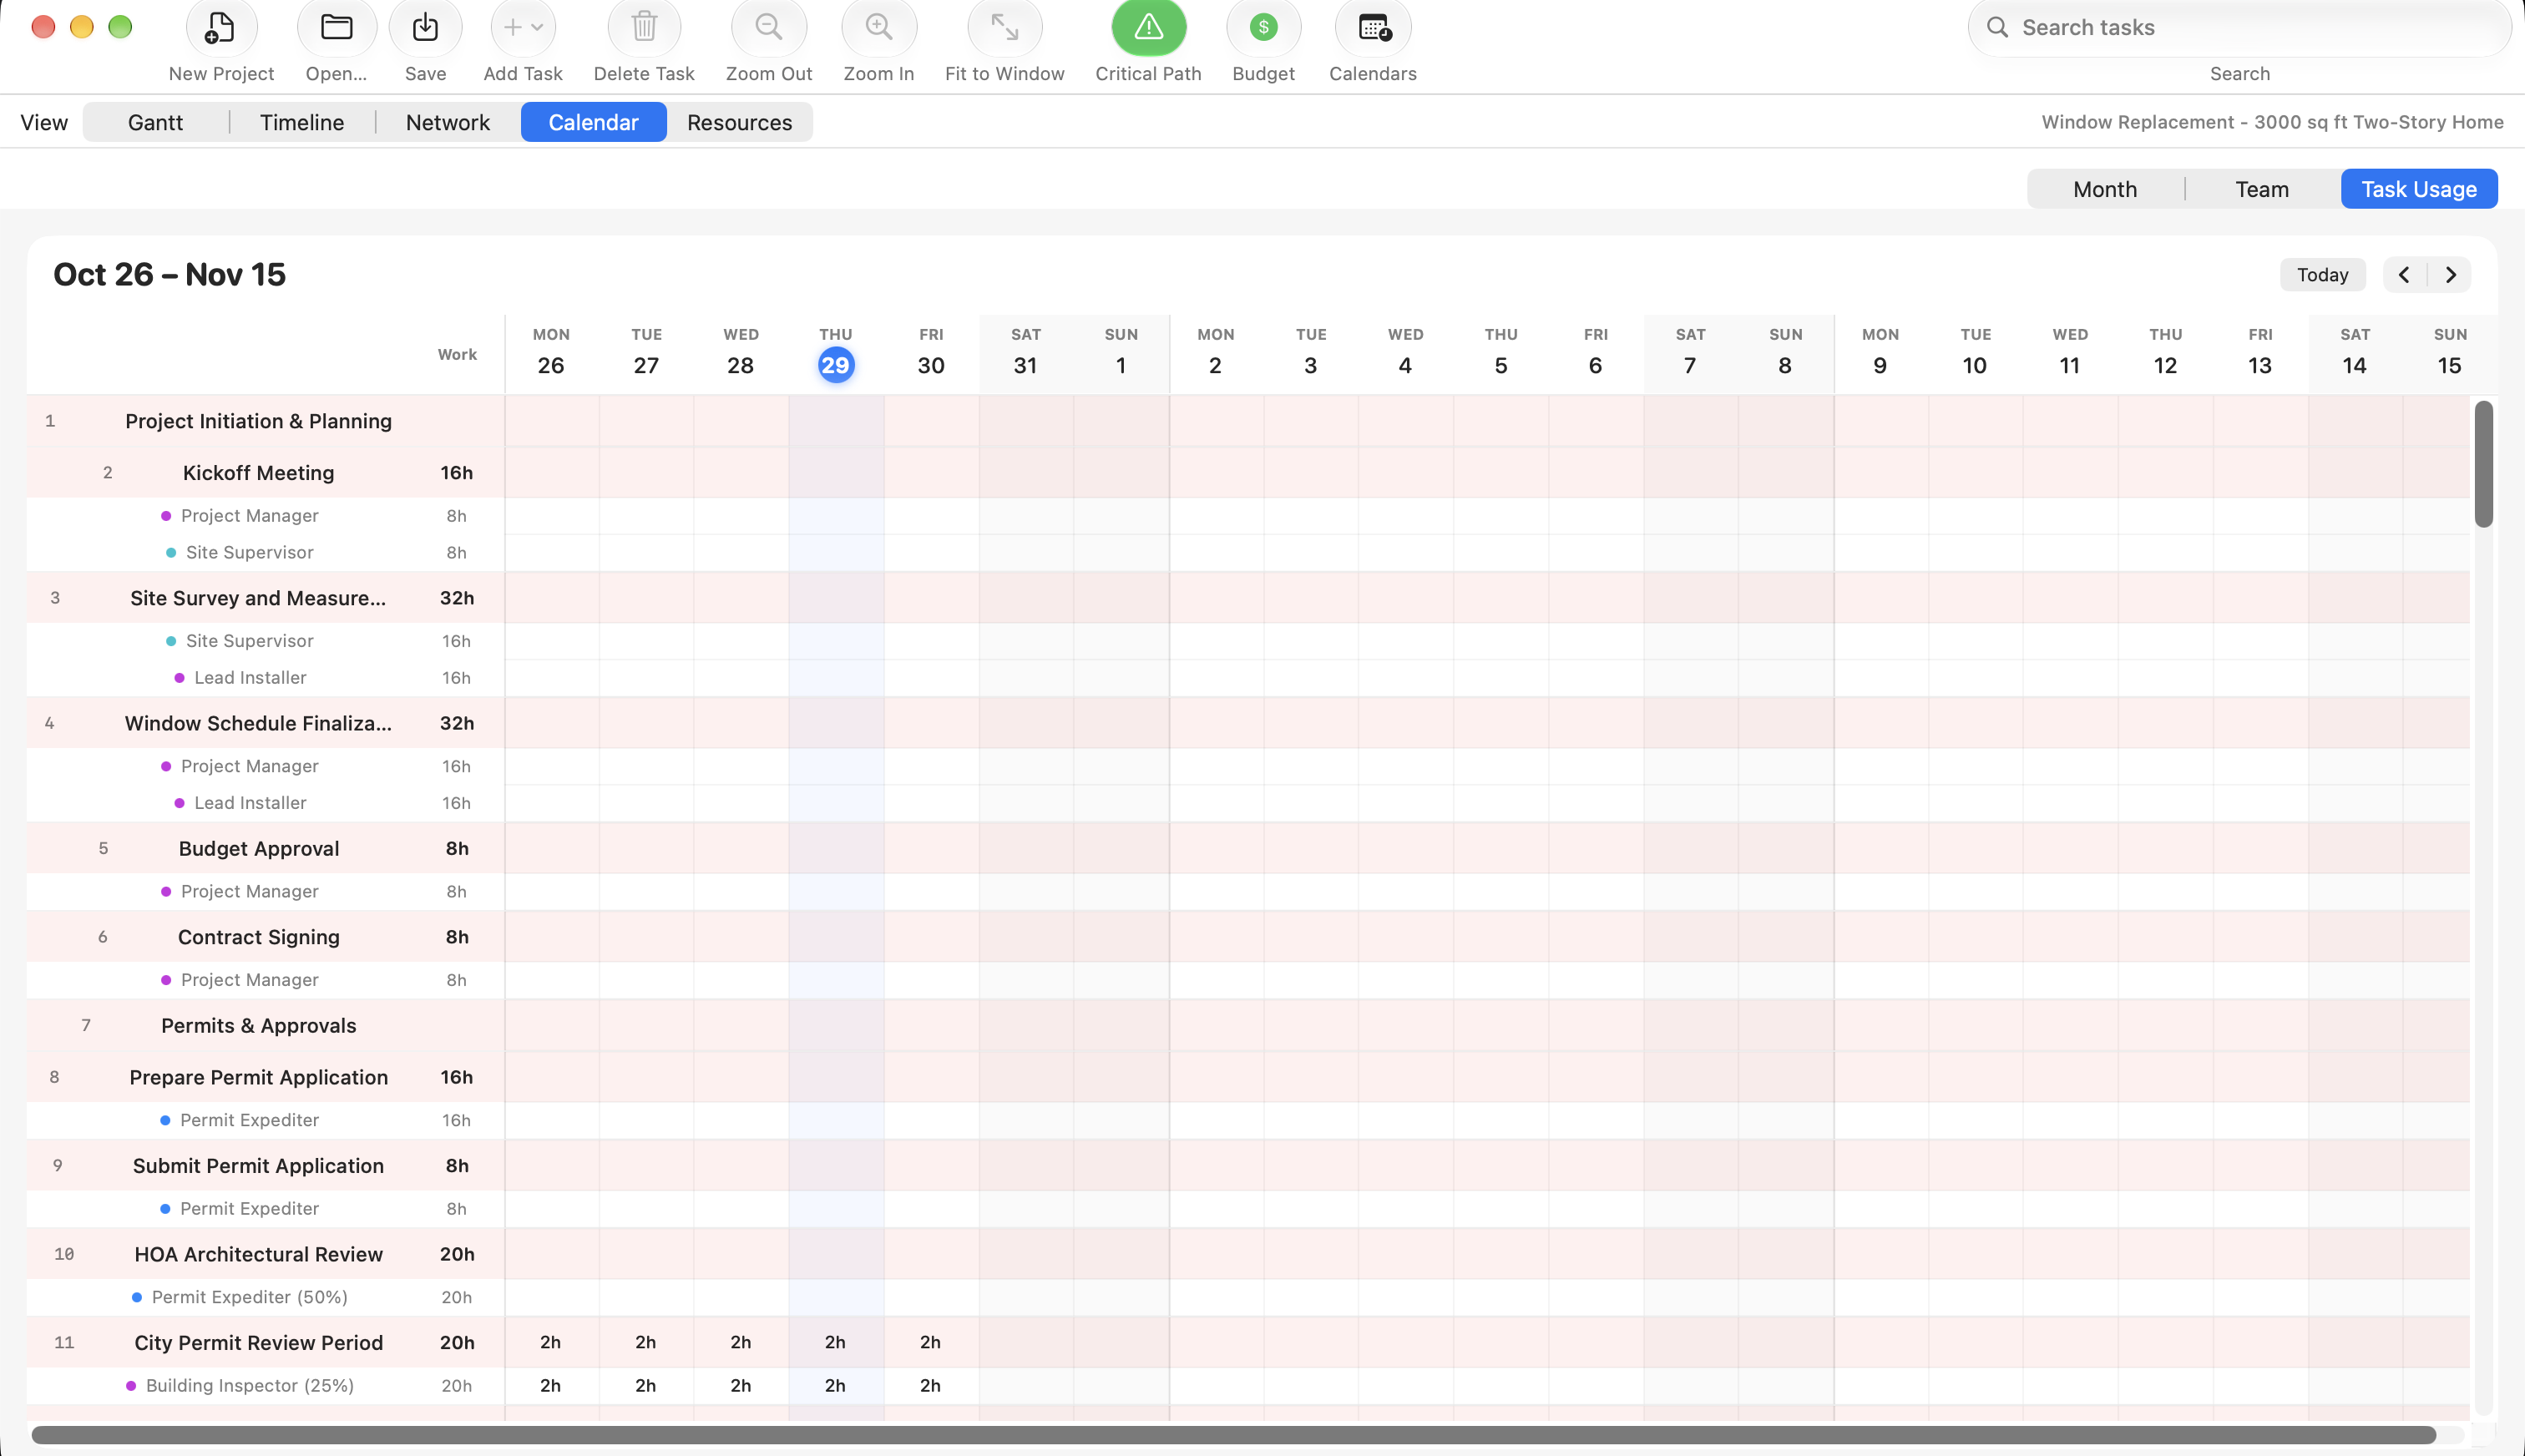 New Project Open... Save Add Task Delete Task Zoom Out Zoom In Fit to Window Critical Path $ Budget Calendars Search tasks Search
View Gantt Timeline Network Calendar Resources Window Replacement - 3000 sq ft Two-Story Home
Month Team Task Usage
Oct 26 – Nov 15 Today
MON TUE WED THU FRI SAT SUN MON TUE WED THU FRI SAT SUN MON TUE WED THU FRI SAT SUN
Work
26 27 28 29 30 31 1 2 3 4 5 6 7 8 9 10 11 12 13 14 15
1 Project Initiation & Planning
2 Kickoff Meeting 16h
Project Manager 8h
Site Supervisor 8h
3 Site Survey and Measure... 32h
Site Supervisor 16h
Lead Installer 16h
4 Window Schedule Finaliza... 32h
Project Manager 16h
Lead Installer 16h
5 Budget Approval 8h
Project Manager 8h
6 Contract Signing 8h
Project Manager 8h
7 Permits & Approvals
8 Prepare Permit Application 16h
Permit Expediter 16h
9 Submit Permit Application 8h
Permit Expediter 8h
10 HOA Architectural Review 20h
Permit Expediter (50%) 20h
11 City Permit Review Period 20h 2h 2h 2h 2h 2h
Building Inspector (25%) 20h 2h 2h 2h 2h 2h